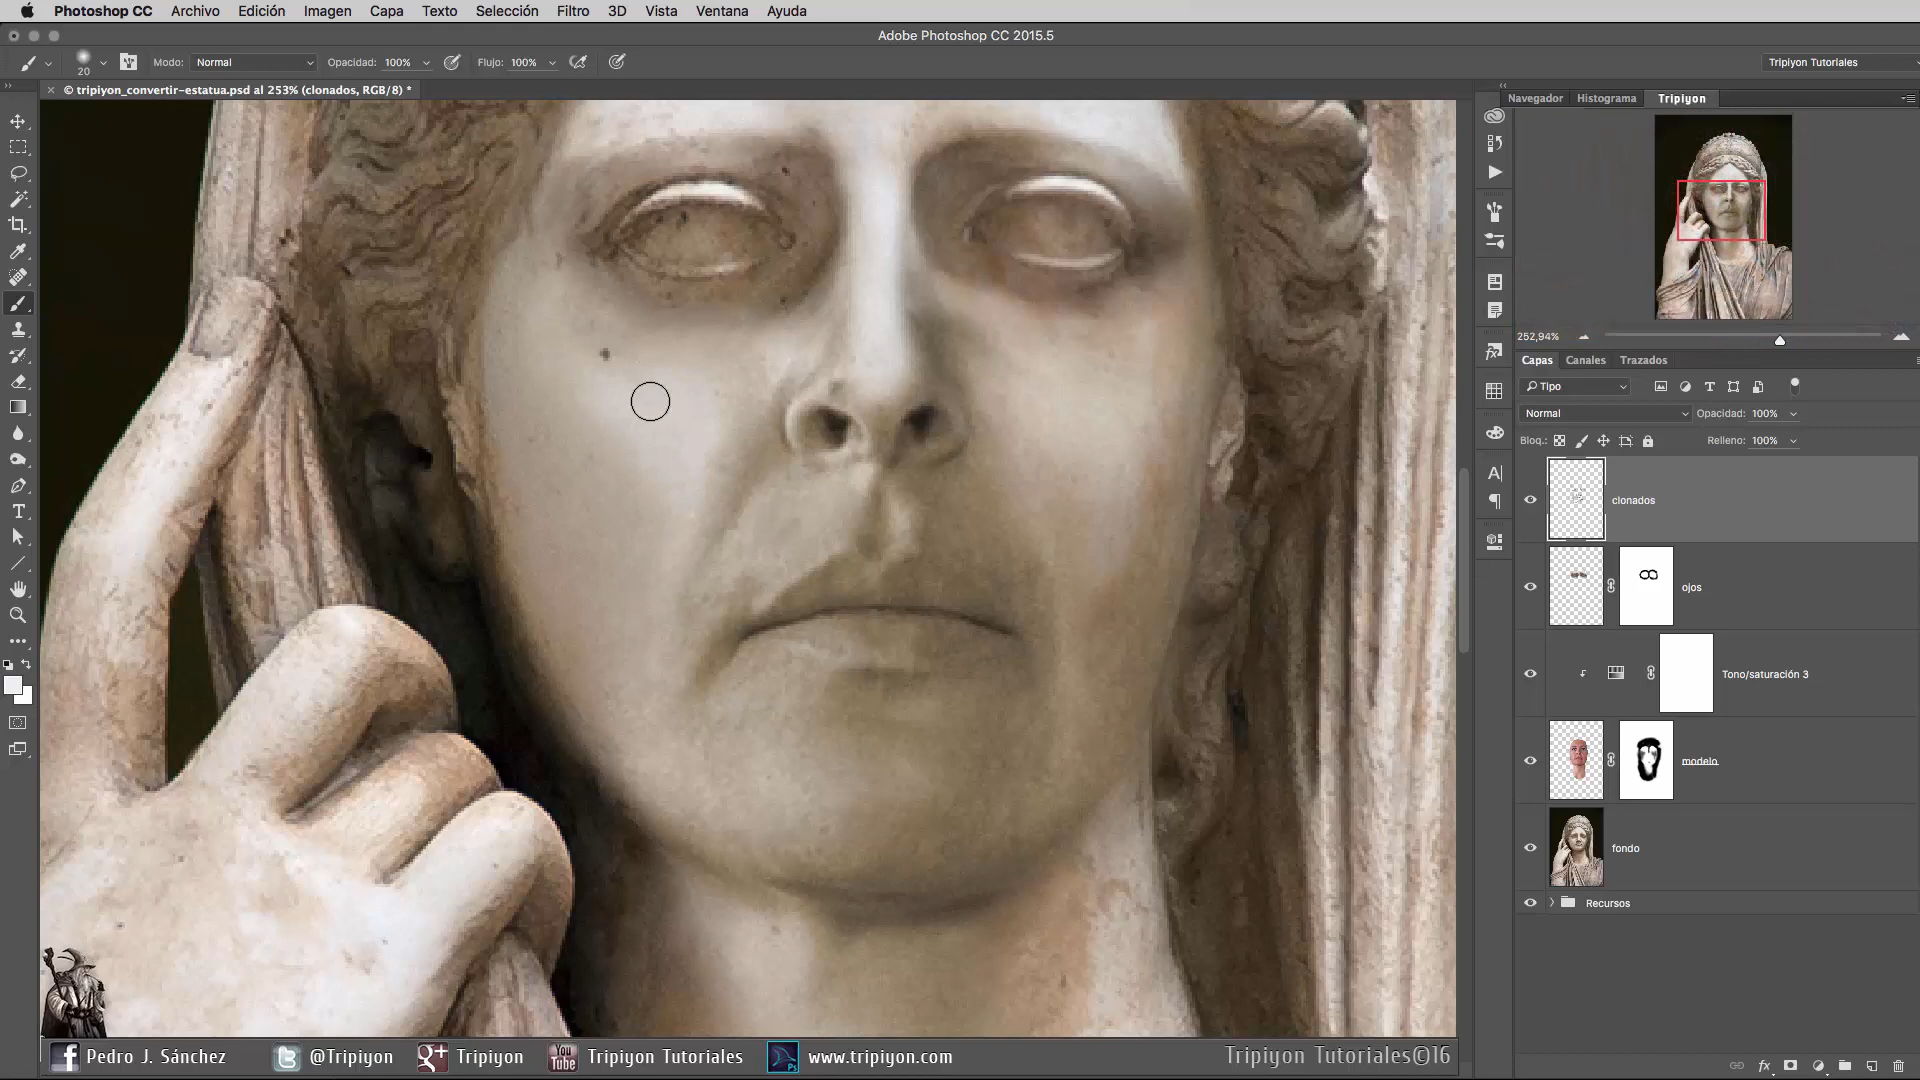 Photoshop CC Archivo Edición Imagen Capa Texto Selección Filtro 3D Vista Ventana Ayuda
Adobe Photoshop CC 2015.5
20 Modo: Normal Opacidad: 100% Flujo: 100% Tripiyon Tutoriales
© tripiyon_convertir-estatua.psd al 253% (clonados, RGB/8) *
Navegador Histograma Tripiyon
252,94%
Capas Canales Trazados
Tipo
Normal Opacidad: 100%
Bloq.: Relleno: 100%
clonados
ojos
Tono/saturación 3
modelo
fondo
Recursos
Pedro J. Sánchez @Tripiyon Tripiyon Tripiyon Tutoriales www.tripiyon.com Tripiyon Tutoriales©16